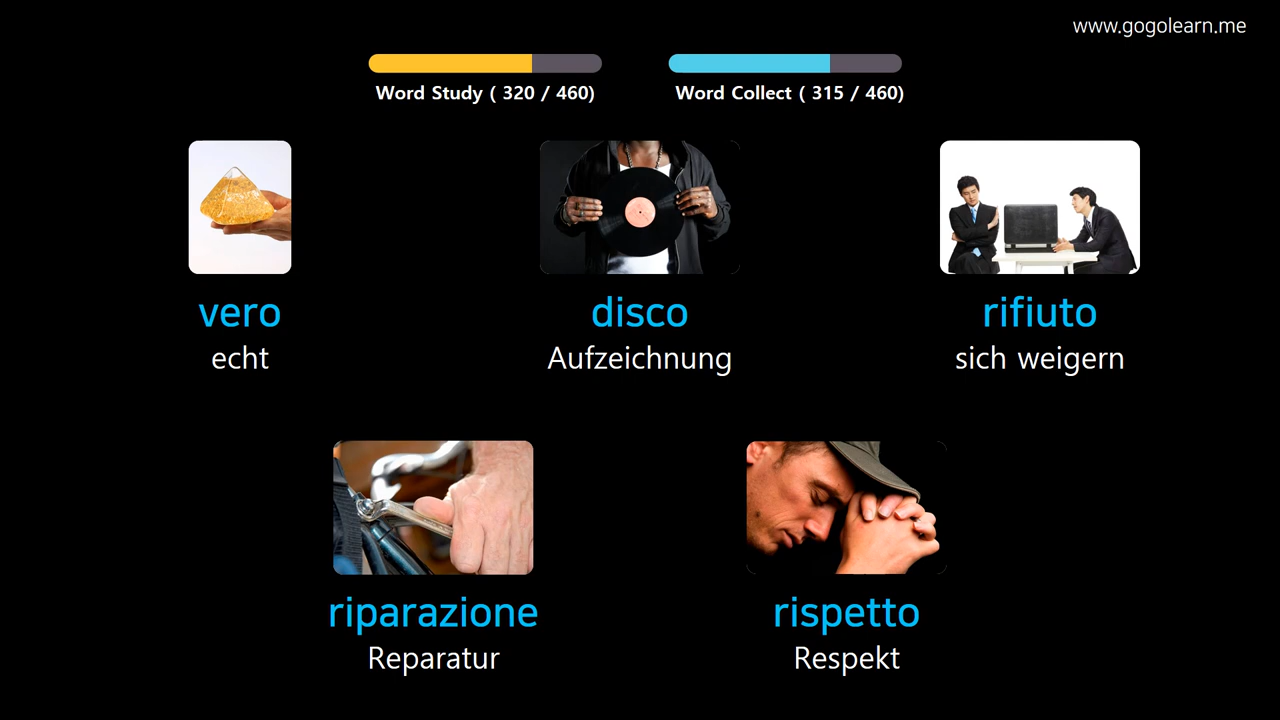 www.gogolearn.me
Word Study ( 320 / 460)
Word Collect ( 315 / 460)
vero
echt
disco
Aufzeichnung
rifiuto
sich weigern
riparazione
Reparatur
rispetto
Respekt